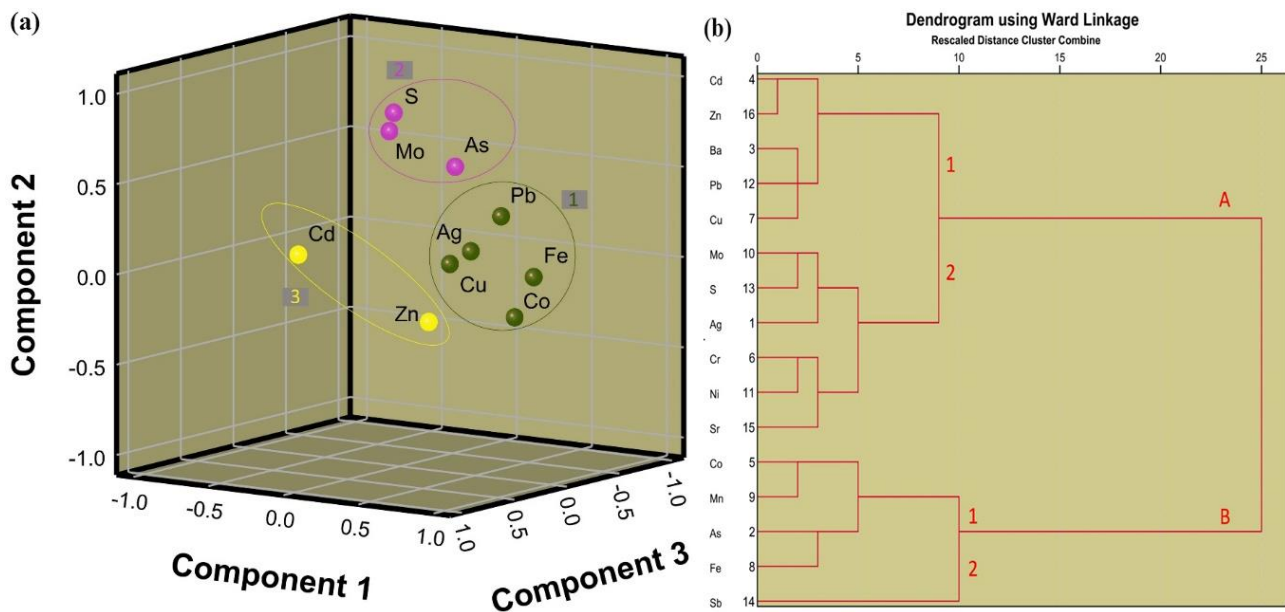 (a)
2
S
Mo
As
1
Pb
Ag
Fe
Cu
Co
Cd
3
Zn
Component 2
1.0
0.5
0.0
-0.5
-1.0
-1.0
-0.5
0.0
0.5
1.0
Component 1
1.0
0.5
0.0
-0.5
-1.0
Component 3
(b)
Dendrogram using Ward Linkage
Rescaled Distance Cluster Combine
0 5 10 15 20 25
Cd 4
Zn 16
Ba 3
Pb 12
Cu 7
Mo 10
S 13
Ag 1
Cr 6
Ni 11
Sr 15
Co 5
Mn 9
As 2
Fe 8
Sb 14
1
A
2
1
B
2